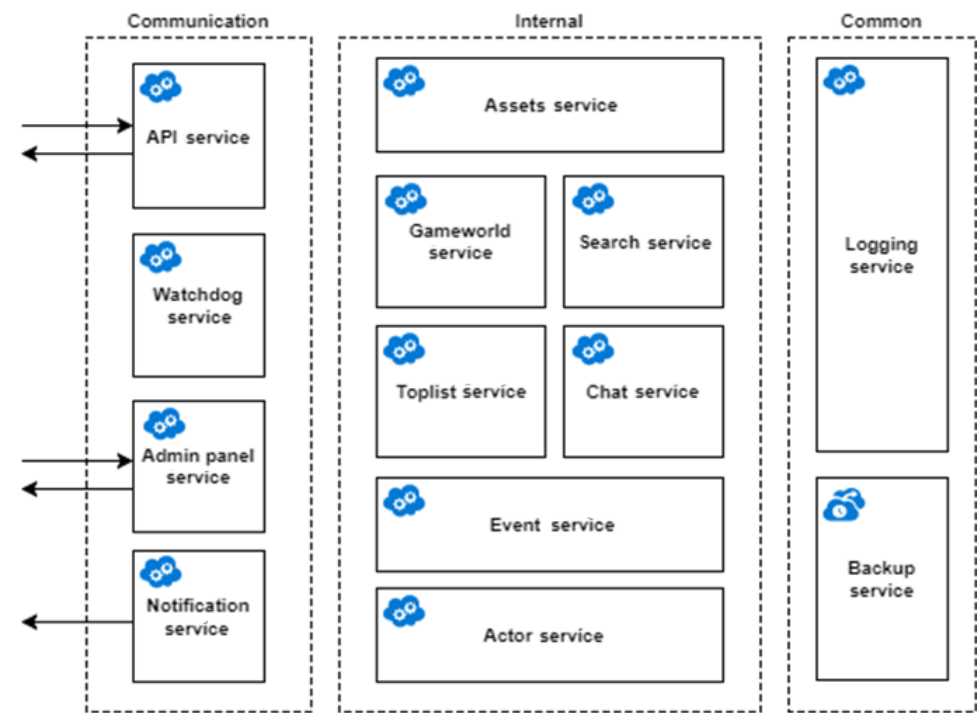 Communication
API service
Watchdog
service
Admin panel
service
Notification
service
Internal
Assets service
Gameworld
service
Search service
Toplist service
Chat service
Event service
Actor service
Common
Logging
service
Backup
service